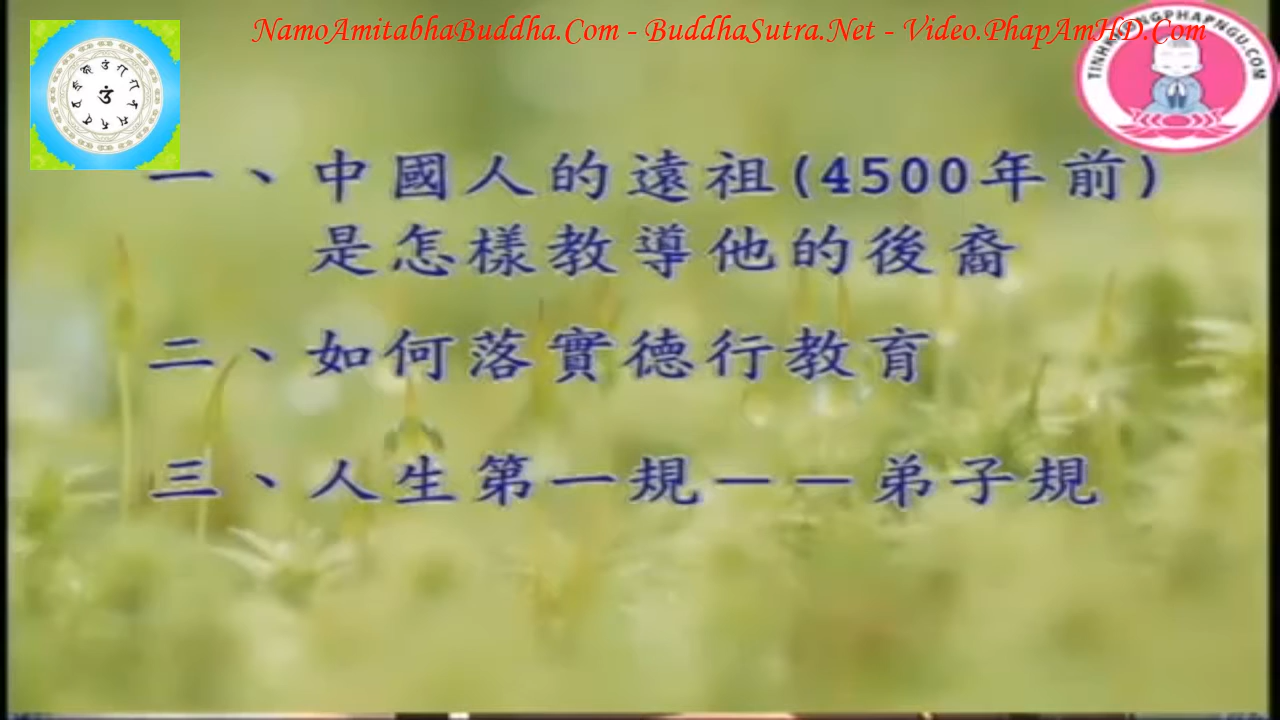 NamoAmitabhaBuddha.Com - BuddhaSutra.Net - Video.PhapAmHD.Com
一、中國人的遠祖(4500年前)
是怎樣教導他的後裔
二、如何落實德行教育
三、人生第一規——弟子規